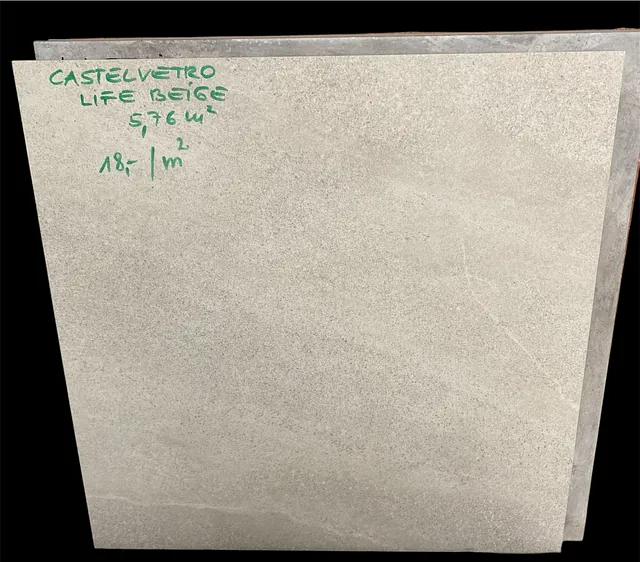 CASTELVETRO
LIFE BEIGE
5,76 m²
18,- / m²